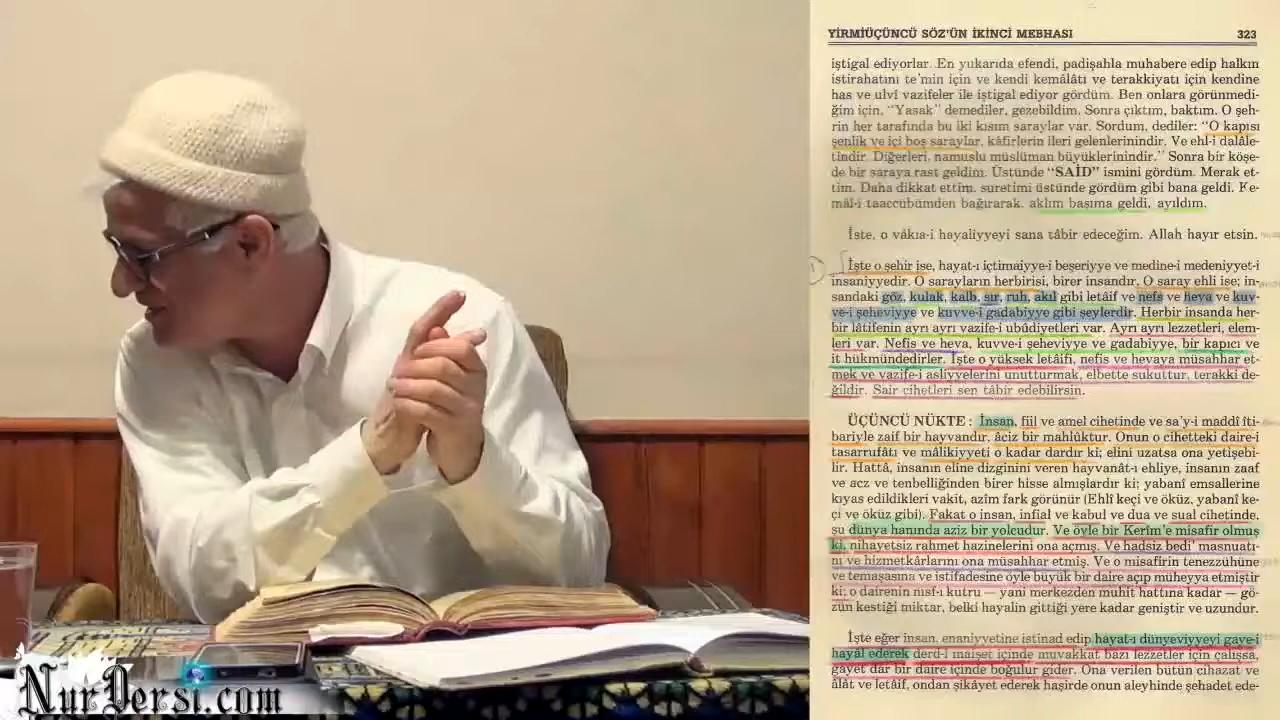 YİRMİÜÇÜNCÜ SÖZ'ÜN İKİNCİ MEBHASI 323
iştigal ediyorlar. En yukarıda efendi, padişahla muhabere edip halkın
istirahatını te'min için ve kendi kemâlâtı ve terakkiyatı için kendine
has ve ulvî vazifeler ile iştigal ediyor gördüm. Ben onlara görünmedi-
ğim için, "Yasak" demediler, gezebildim. Sonra çıktım, baktım. O şeh-
rin her tarafında bu iki kısım saraylar var. Sordum, dediler: "O kapısı
şenlik ve içi boş saraylar, kâfirlerin ileri gelenlerinindir. Ve ehl-i dalâle-
tindir. Diğerleri, namuslu müslüman büyüklerinindir." Sonra bir köşe-
de bir saraya rast geldim. Üstünde "SAİD" ismini gördüm. Merak et-
tim. Daha dikkat ettim, suretimi üstünde gördüm gibi bana geldi. Ke-
mâl-i taaccübümden bağırarak, aklım başıma geldi, ayıldım.
İşte, o vâkıa-i hayaliyyeyi sana tâbir edeceğim. Allah hayır etsin.
İşte o şehir ise, hayat-ı içtimaiyye-i beşeriyye ve medine-i medeniyyet-i
insaniyyedir. O sarayların herbirisi, birer insandır. O saray ehli ise; in-
sandaki göz, kulak, kalb, sır, ruh, akıl gibi letâif ve nefs ve heva ve kuv-
ve-i şeheviyye ve kuvve-i gadabiyye gibi şeylerdir. Herbir insanda her-
bir lâtifenin ayrı ayrı vazife-i ubûdiyetleri var. Ayrı ayrı lezzetleri, elem-
leri var. Nefis ve heva, kuvve-i şeheviyye ve gadabiyye, bir kapıcı ve
it hükmündedirler. İşte o yüksek letâifi, nefis ve hevaya müsahhar et-
mek ve vazife-i asliyyelerini unutturmak, elbette sukuttur, terakki de-
ğildir. Sair cihetleri sen tâbir edebilirsin.
ÜÇÜNCÜ NÜKTE : İnsan, fiil ve amel cihetinde ve sa'y-i maddî îti-
bariyle zaif bir hayvandır, âciz bir mahlûktur. Onun o cihetteki daire-i
tasarrufâtı ve mâlikiyyeti o kadar dardır ki; elini uzatsa ona yetişebi-
lir. Hattâ, insanın eline dizginini veren hayvanât-ı ehliye, insanın zaaf
ve acz ve tenbelliğinden birer hisse almışlardır ki; yabanî emsallerine
kıyas edildikleri vakit, azîm fark görünür (Ehlî keçi ve öküz, yabanî ke-
çi ve öküz gibi). Fakat o insan, infial ve kabul ve dua ve sual cihetinde,
şu dünya hanında aziz bir yolcudur. Ve öyle bir Kerîm'e misafir olmuş
ki, nihayetsiz rahmet hazinelerini ona açmış. Ve hadsiz bedi' masnuatı-
nı ve hizmetkârlarını ona müsahhar etmiş. Ve o misafirin tenezzühüne
ve temaşasına ve istifadesine öyle büyük bir daire açıp müheyya etmiştir
ki; o dairenin nısf-ı kutru — yani merkezden muhit hattına kadar — gö-
zün kestiği miktar, belki hayalin gittiği yere kadar geniştir ve uzundur.
İşte eğer insan, enaniyyetine istinad edip hayat-ı dünyeviyyeyi gaye-i
hayâl ederek derd-i maişet içinde muvakkat bazı lezzetler için çalışsa,
gayet dar bir daire içinde boğulur gider. Ona verilen bütün cihazat ve
âlât ve letâif, ondan şikâyet ederek haşirde onun aleyhinde şehadet ede-
NurDersi.com